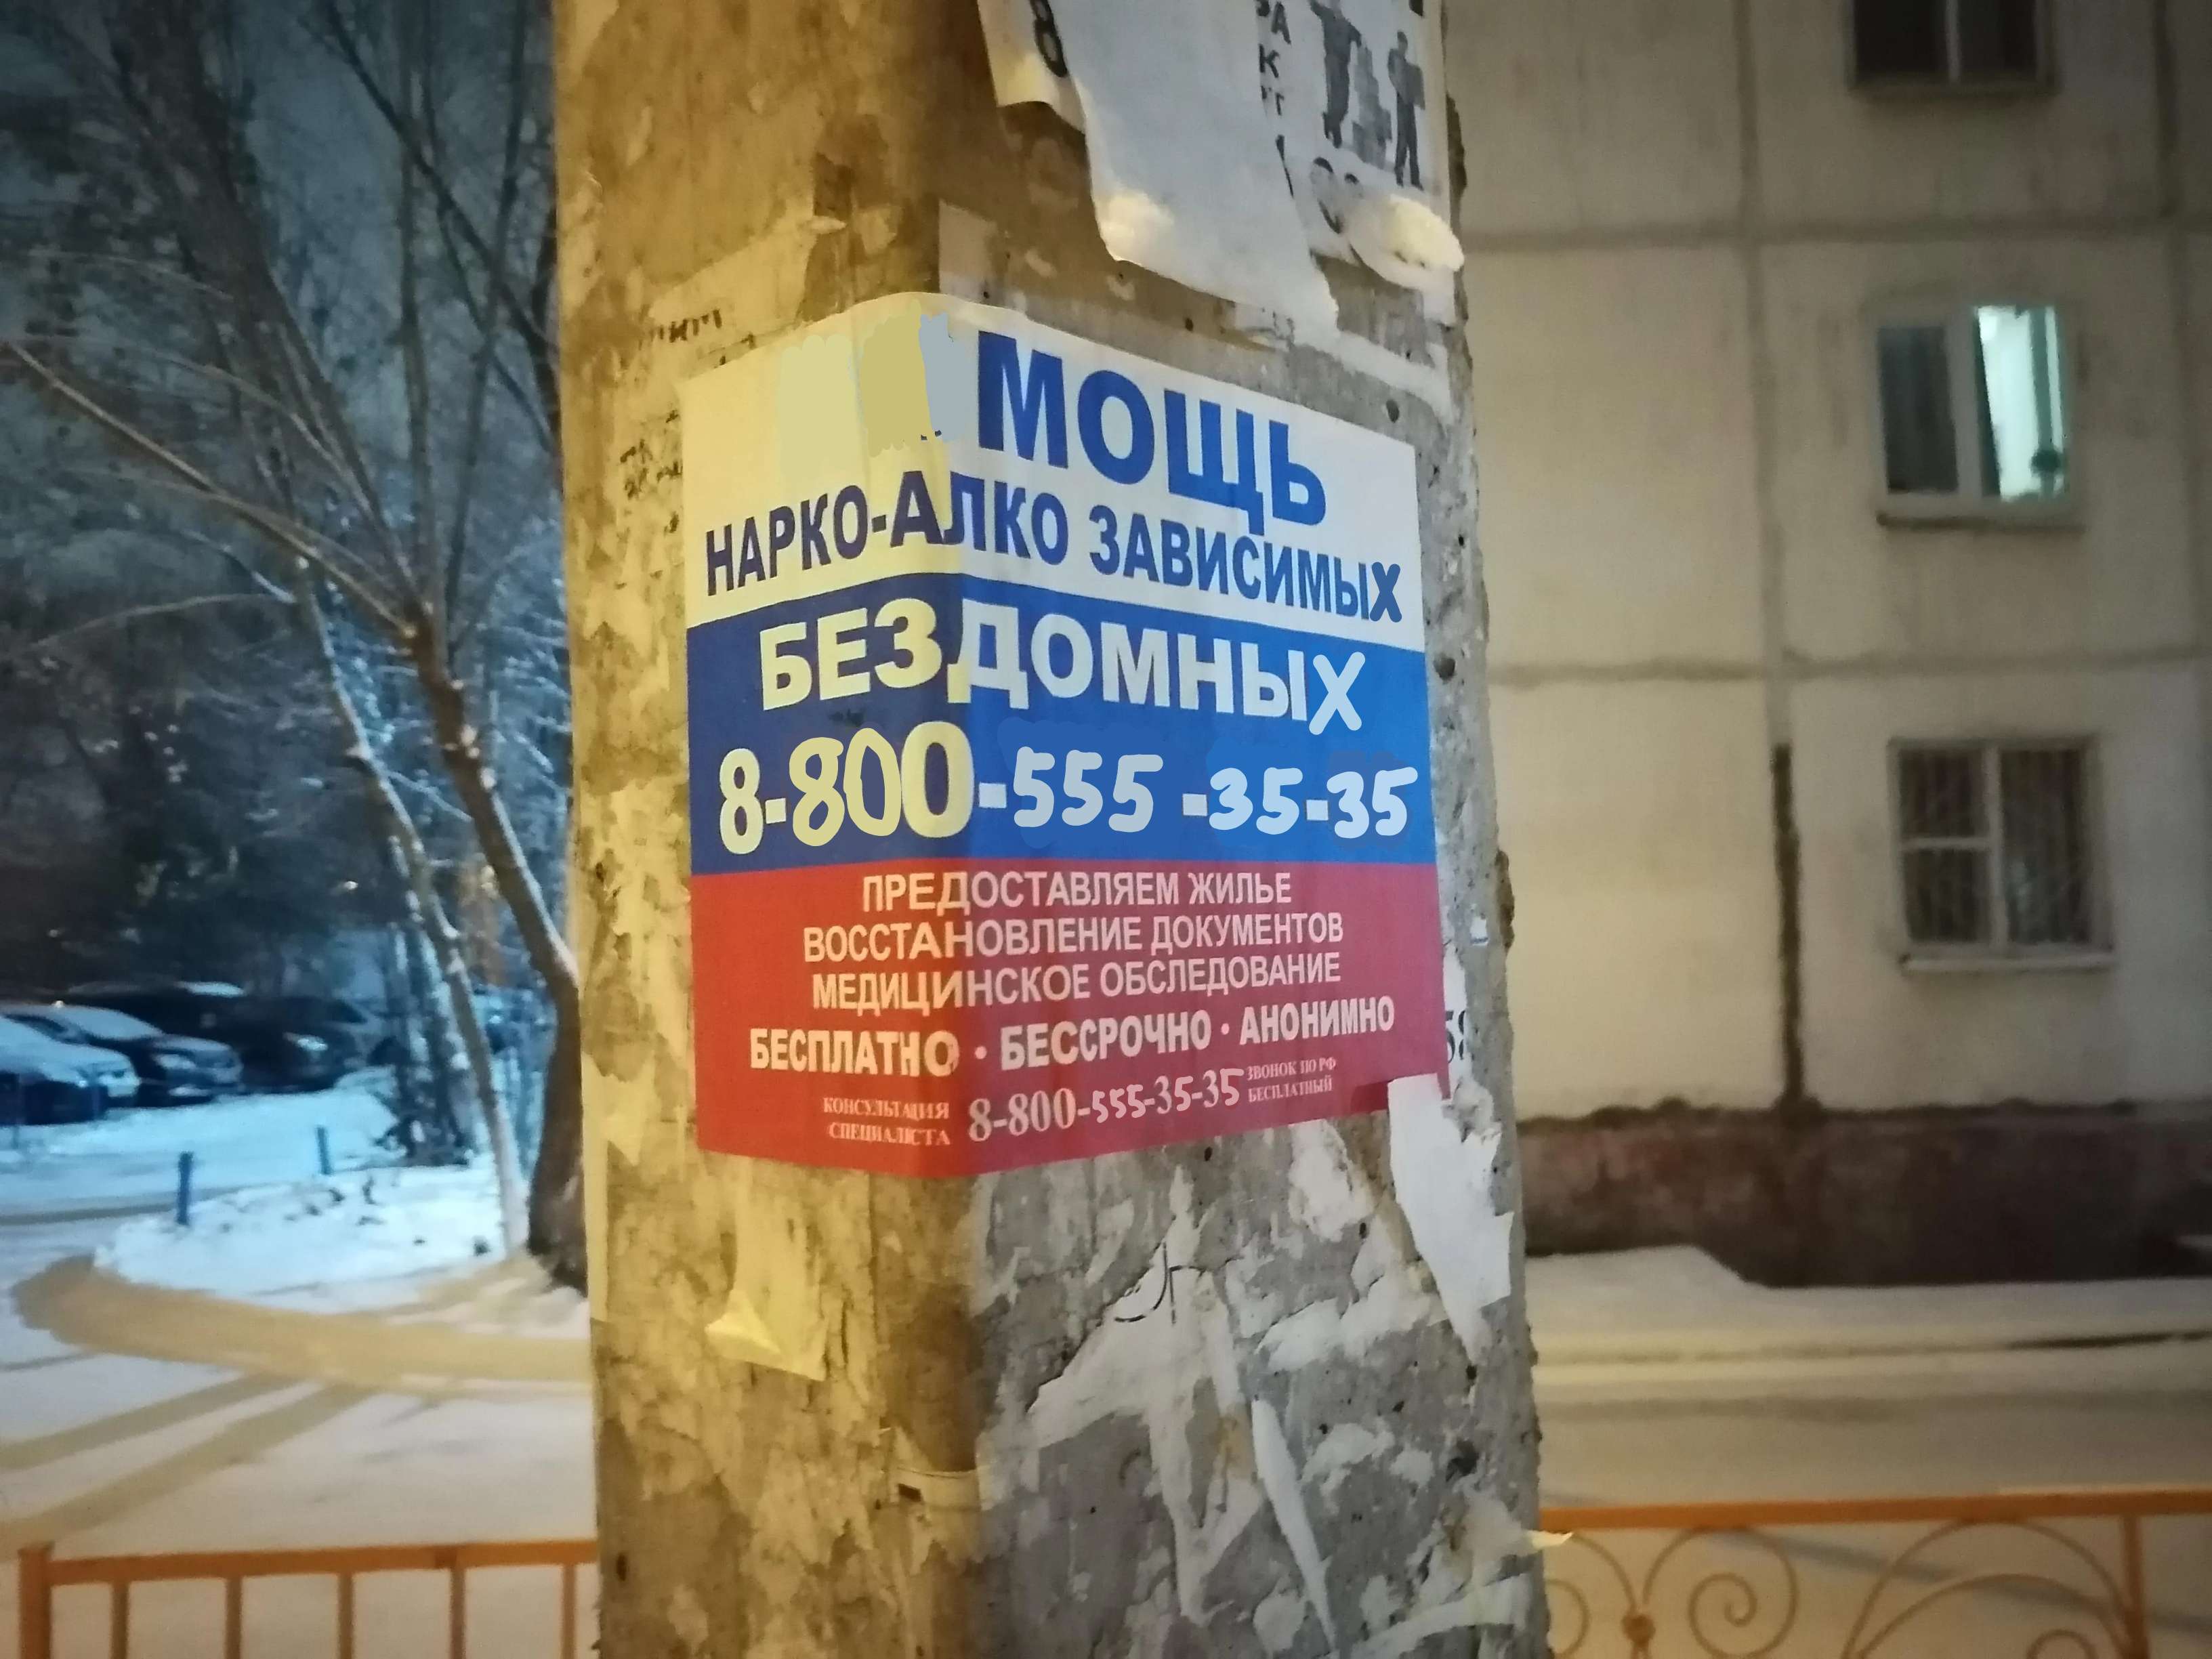 МОЩЬ
НАРКО-АЛКО ЗАВИСИМЫХ
БЕЗДОМНЫХ
8-800-555-35-35
ПРЕДОСТАВЛЯЕМ ЖИЛЬЕ
ВОССТАНОВЛЕНИЕ ДОКУМЕНТОВ
МЕДИЦИНСКОЕ ОБСЛЕДОВАНИЕ
БЕСПЛАТНО · БЕССРОЧНО · АНОНИМНО
КОНСУЛЬТАЦИЯ
СПЕЦИАЛІСТА
8-800-555-35-35
ЗВОНОК ПО РФ
БЕСПЛАТНЫЙ